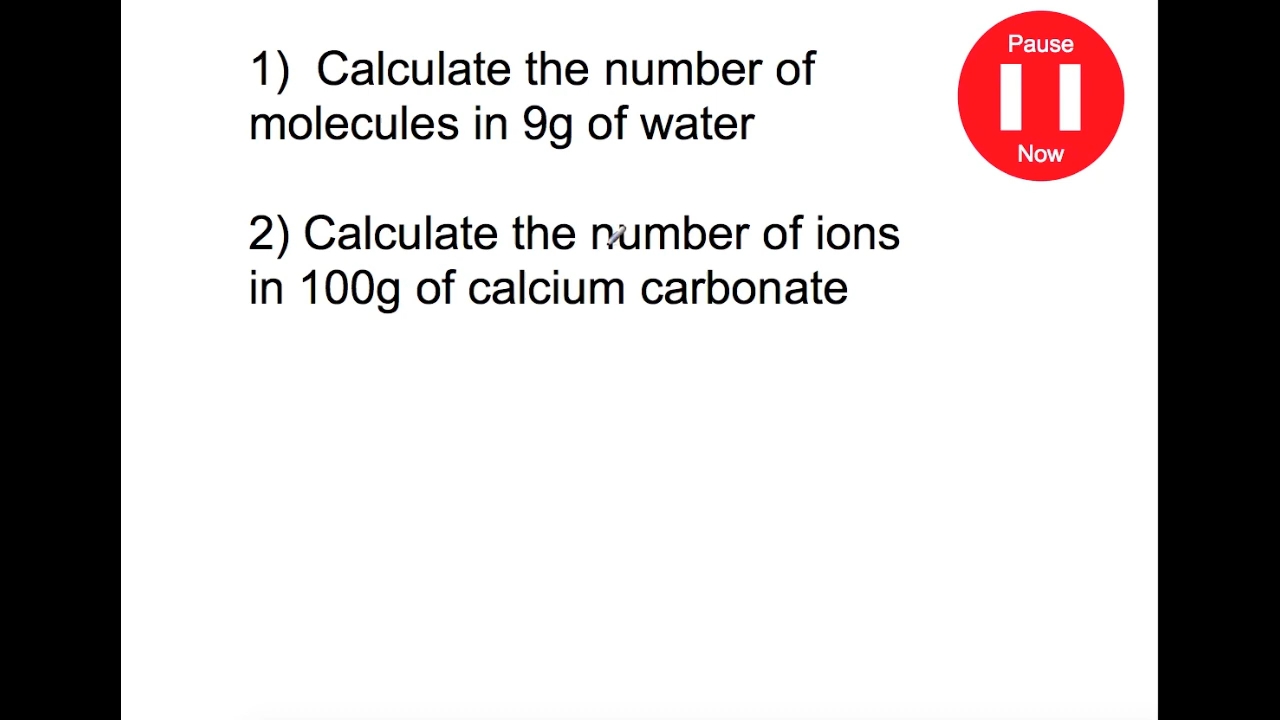 1)  Calculate the number of
molecules in 9g of water
2) Calculate the number of ions
in 100g of calcium carbonate
Pause
Now